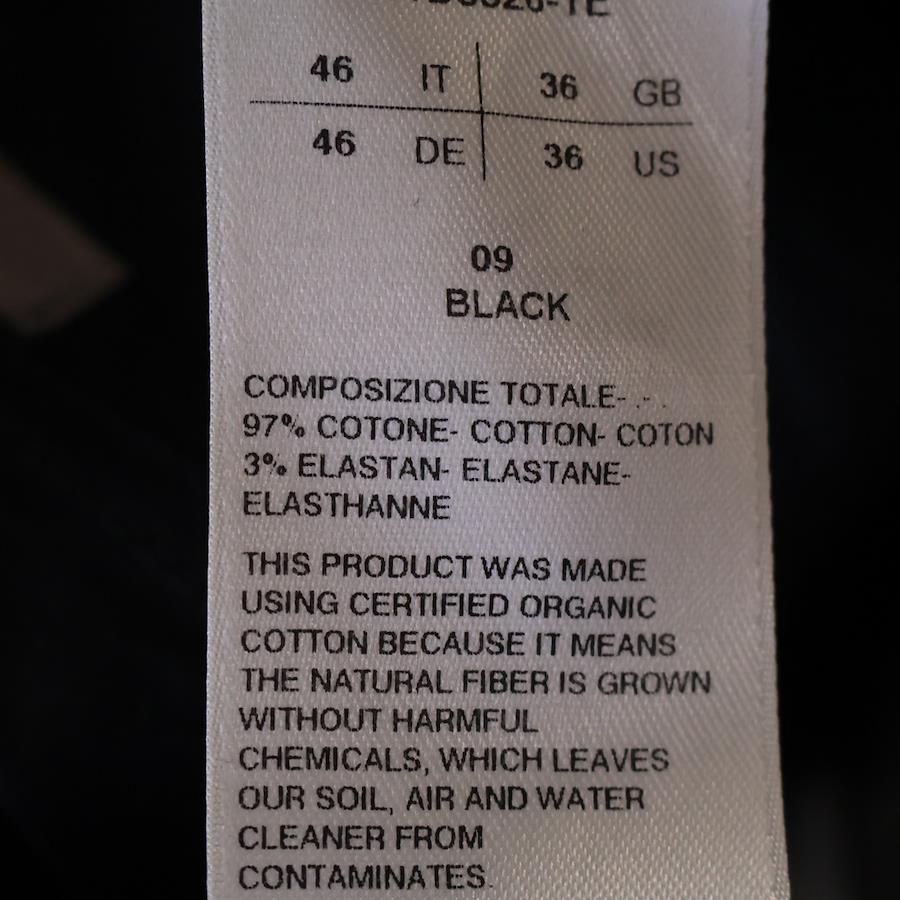 46 IT 36 GB
46 DE 36 US
09
BLACK
COMPOSIZIONE TOTALE- .- .
97% COTONE- COTTON- COTON
3% ELASTAN- ELASTANE-
ELASTHANNE
THIS PRODUCT WAS MADE
USING CERTIFIED ORGANIC
COTTON BECAUSE IT MEANS
THE NATURAL FIBER IS GROWN
WITHOUT HARMFUL
CHEMICALS, WHICH LEAVES
OUR SOIL, AIR AND WATER
CLEANER FROM
CONTAMINATES.